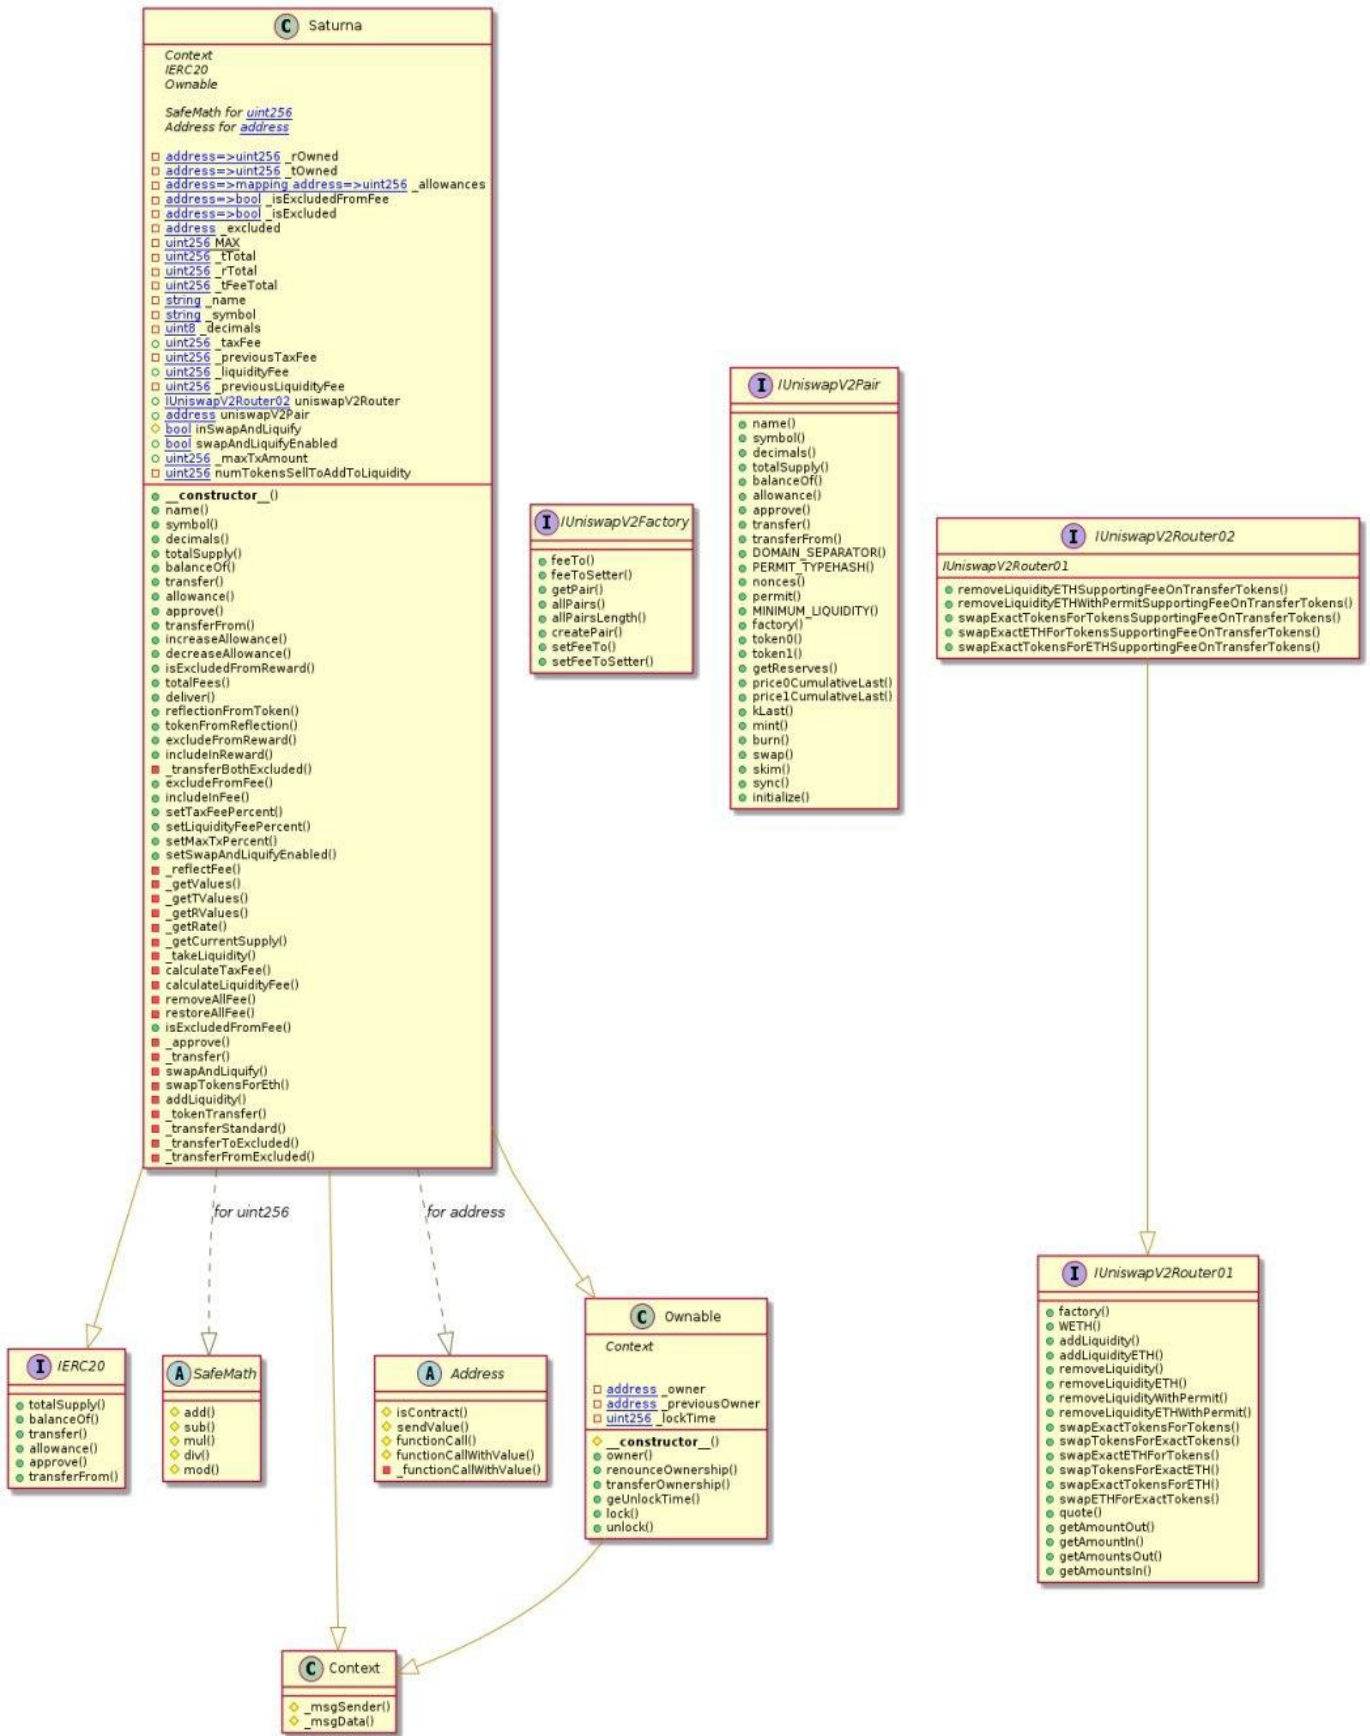 C Saturna
Context
IERC20
Ownable
SafeMath for uint256
Address for address
address=>uint256 _rOwned
address=>uint256 _tOwned
address=>mapping address=>uint256 _allowances
address=>bool _isExcludedFromFee
address=>bool _isExcluded
address _excluded
uint256 MAX
uint256 _tTotal
uint256 _rTotal
uint256 _tFeeTotal
string _name
string _symbol
uint8 _decimals
uint256 _taxFee
uint256 _previousTaxFee
uint256 _liquidityFee
uint256 _previousLiquidityFee
IUniswapV2Router02 uniswapV2Router
address uniswapV2Pair
bool inSwapAndLiquify
bool swapAndLiquifyEnabled
uint256 _maxTxAmount
uint256 numTokensSellToAddToLiquidity
__constructor__()
name()
symbol()
decimals()
totalSupply()
balanceOf()
transfer()
allowance()
approve()
transferFrom()
increaseAllowance()
decreaseAllowance()
isExcludedFromReward()
totalFees()
deliver()
reflectionFromToken()
tokenFromReflection()
excludeFromReward()
includeInReward()
_transferBothExcluded()
excludeFromFee()
includeInFee()
setTaxFeePercent()
setLiquidityFeePercent()
setMaxTxPercent()
setSwapAndLiquifyEnabled()
_reflectFee()
_getValues()
_getTValues()
_getRValues()
_getRate()
_getCurrentSupply()
_takeLiquidity()
calculateTaxFee()
calculateLiquidityFee()
removeAllFee()
restoreAllFee()
isExcludedFromFee()
_approve()
_transfer()
swapAndLiquify()
swapTokensForEth()
addLiquidity()
_tokenTransfer()
_transferStandard()
_transferToExcluded()
_transferFromExcluded()
I IUniswapV2Factory
feeTo()
feeToSetter()
getPair()
allPairs()
allPairsLength()
createPair()
setFeeTo()
setFeeToSetter()
I IUniswapV2Pair
name()
symbol()
decimals()
totalSupply()
balanceOf()
allowance()
approve()
transfer()
transferFrom()
DOMAIN_SEPARATOR()
PERMIT_TYPEHASH()
nonces()
permit()
MINIMUM_LIQUIDITY()
factory()
token0()
token1()
getReserves()
price0CumulativeLast()
price1CumulativeLast()
kLast()
mint()
burn()
swap()
skim()
sync()
initialize()
I IUniswapV2Router02
IUniswapV2Router01
removeLiquidityETHSupportingFeeOnTransferTokens()
removeLiquidityETHWithPermitSupportingFeeOnTransferTokens()
swapExactTokensForTokensSupportingFeeOnTransferTokens()
swapExactETHForTokensSupportingFeeOnTransferTokens()
swapExactTokensForETHSupportingFeeOnTransferTokens()
for uint256
for address
I IERC20
totalSupply()
balanceOf()
transfer()
allowance()
approve()
transferFrom()
A SafeMath
add()
sub()
mul()
div()
mod()
A Address
isContract()
sendValue()
functionCall()
functionCallWithValue()
_functionCallWithValue()
C Ownable
Context
address _owner
address _previousOwner
uint256 _lockTime
__constructor__()
owner()
renounceOwnership()
transferOwnership()
geUnlockTime()
lock()
unlock()
I IUniswapV2Router01
factory()
WETH()
addLiquidity()
addLiquidityETH()
removeLiquidity()
removeLiquidityETH()
removeLiquidityWithPermit()
removeLiquidityETHWithPermit()
swapExactTokensForTokens()
swapTokensForExactTokens()
swapExactETHForTokens()
swapTokensForExactETH()
swapExactTokensForETH()
swapETHForExactTokens()
quote()
getAmountOut()
getAmountIn()
getAmountsOut()
getAmountsIn()
C Context
_msgSender()
_msgData()